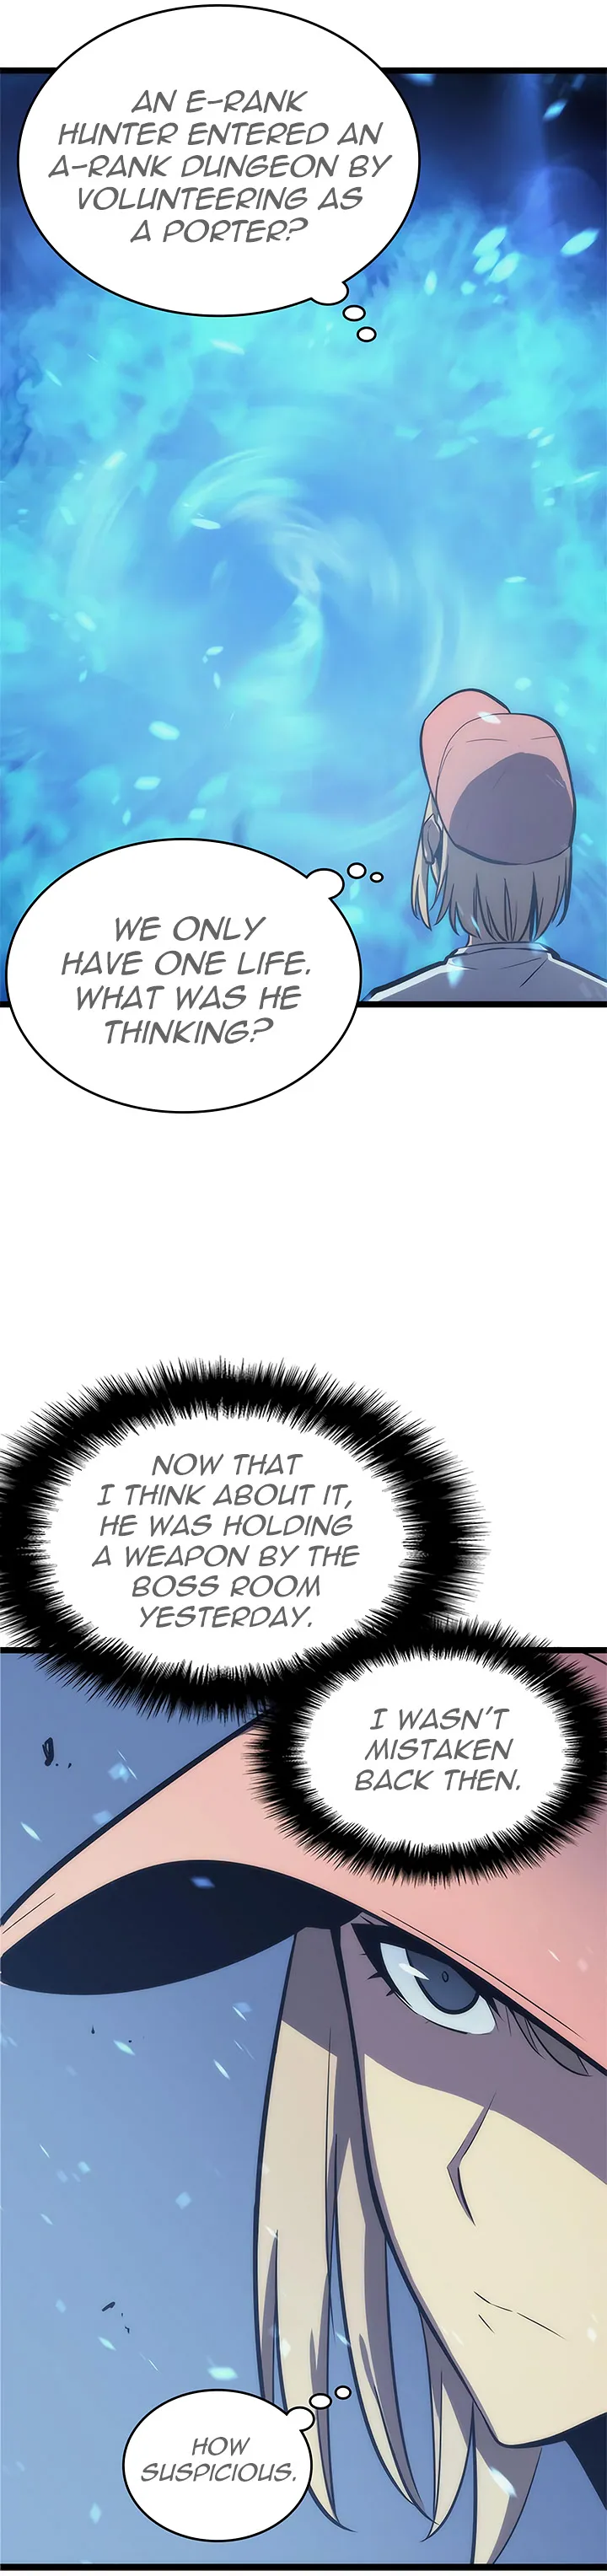 AN E-RANK
HUNTER ENTERED AN
A-RANK DUNGEON BY
VOLUNTEERING AS
A PORTER?
WE ONLY
HAVE ONE LIFE.
WHAT WAS HE
THINKING?
NOW THAT
I THINK ABOUT IT,
HE WAS HOLDING
A WEAPON BY THE
BOSS ROOM
YESTERDAY.
I WASN'T
MISTAKEN
BACK THEN.
HOW
SUSPICIOUS.